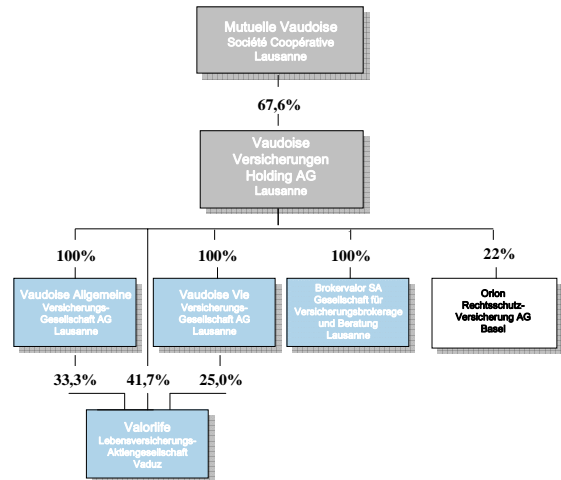 Mutuelle Vaudoise
Société Coopérative
Lausanne
67,6%
Vaudoise
Versicherungen
Holding AG
Lausanne
100%
100%
100%
22%
Vaudoise Allgemeine
Versicherungs-
Gesellschaft AG
Lausanne
Vaudoise Vie
Versicherungs-
Gesellschaft AG
Lausanne
Brokervalor SA
Gesellschaft für
Versicherungsbrokerage
und Beratung
Lausanne
Orion
Rechtsschutz-
Versicherung AG
Basel
33,3%
41,7%
25,0%
Valorlife
Lebensversicherungs-
Aktiengesellschaft
Vaduz